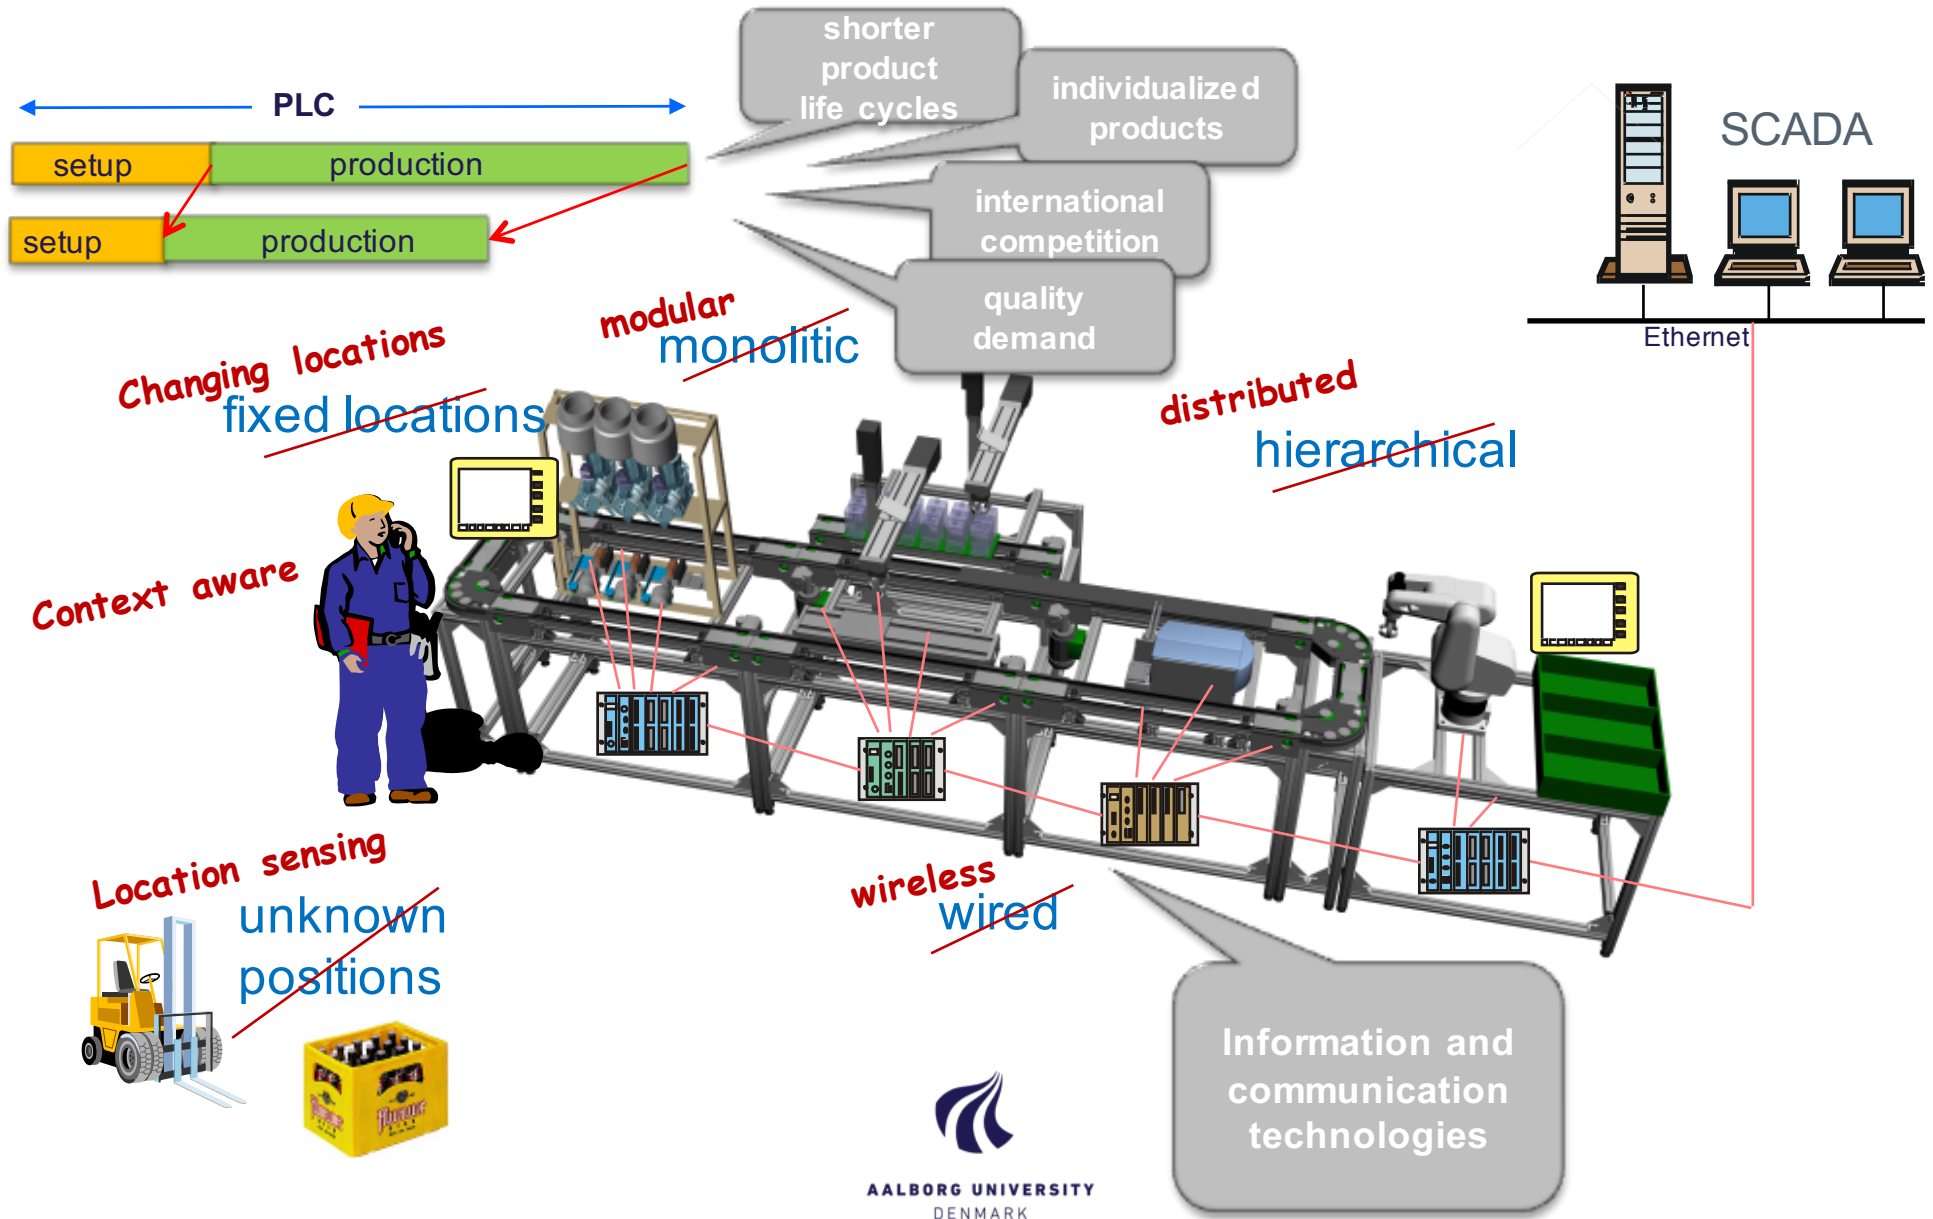 shorter
product
life cycles
individualized
products
PLC
setup production
setup production
international
competition
quality
demand
SCADA
Ethernet
modular
monolitic
Changing locations
fixed locations
distributed
hierarchical
Context aware
Location sensing
unknown
positions
wireless
wired
Information and
communication
technologies
AALBORG UNIVERSITY
DENMARK